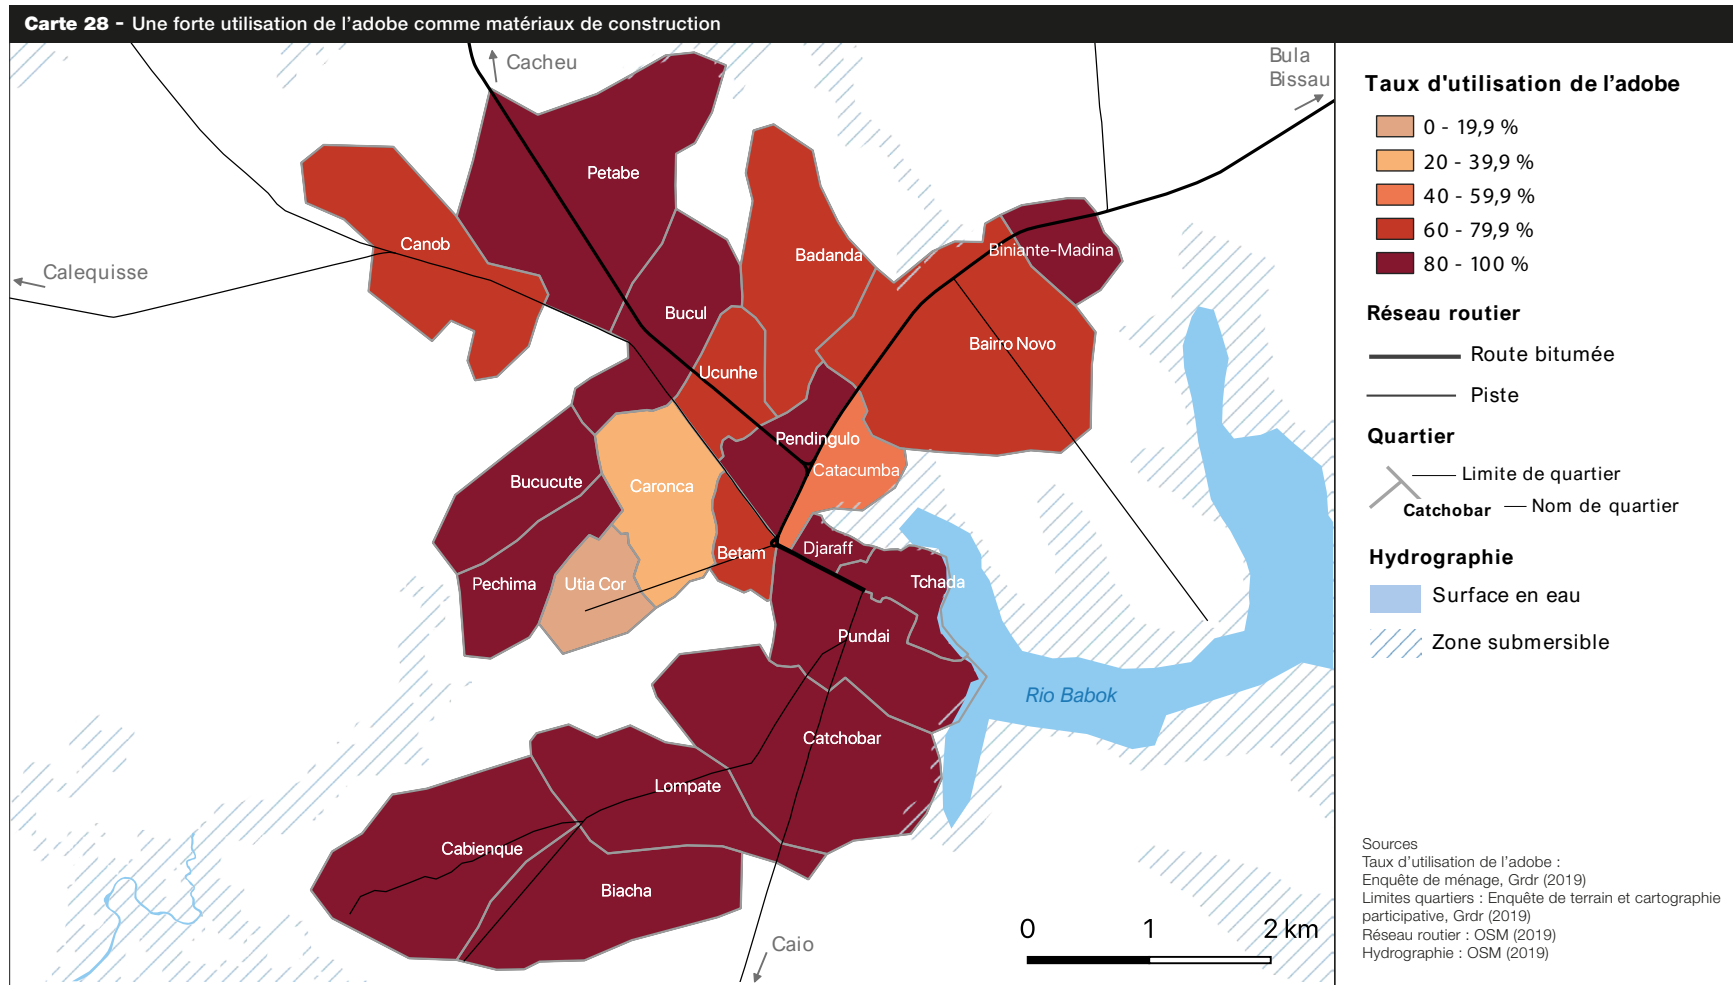 Carte 28 - Une forte utilisation de l’adobe comme matériaux de construction
Cacheu
Bula
Bissau
Petabe
Canob
Badanda
Biniante-Madina
Calequisse
Bucul
Bairro Novo
Ucunhe
Pendingulo
Catacumba
Bucucute
Caronca
Betam
Djaraff
Pechima
Utia Cor
Tchada
Pundai
Rio Babok
Catchobar
Lompate
Cabienque
Biacha
Caio
0 1 2 km
Taux d'utilisation de l’adobe
0 - 19,9 %
20 - 39,9 %
40 - 59,9 %
60 - 79,9 %
80 - 100 %
Réseau routier
Route bitumée
Piste
Quartier
Limite de quartier
Catchobar
Nom de quartier
Hydrographie
Surface en eau
Zone submersible
Sources
Taux d’utilisation de l’adobe :
Enquête de ménage, Grdr (2019)
Limites quartiers : Enquête de terrain et cartographie
participative, Grdr (2019)
Réseau routier : OSM (2019)
Hydrographie : OSM (2019)